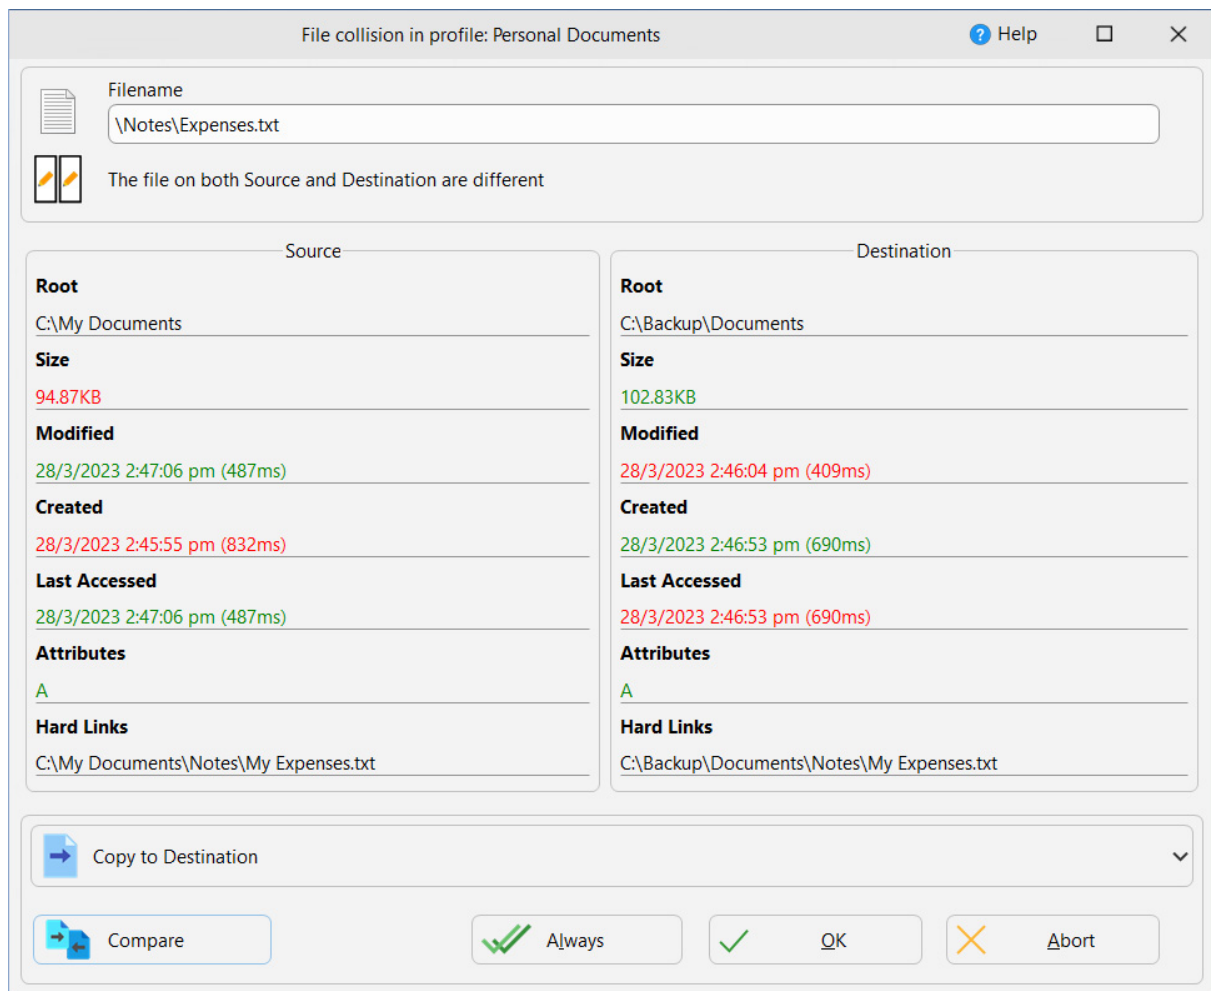 File collision in profile: Personal Documents
? Help
Filename
\Notes\Expenses.txt
The file on both Source and Destination are different
Source
Root
C:\My Documents
Size
94.87KB
Modified
28/3/2023 2:47:06 pm (487ms)
Created
28/3/2023 2:45:55 pm (832ms)
Last Accessed
28/3/2023 2:47:06 pm (487ms)
Attributes
A
Hard Links
C:\My Documents\Notes\My Expenses.txt
Destination
Root
C:\Backup\Documents
Size
102.83KB
Modified
28/3/2023 2:46:04 pm (409ms)
Created
28/3/2023 2:46:53 pm (690ms)
Last Accessed
28/3/2023 2:46:53 pm (690ms)
Attributes
A
Hard Links
C:\Backup\Documents\Notes\My Expenses.txt
Copy to Destination
Compare
Always
OK
Abort